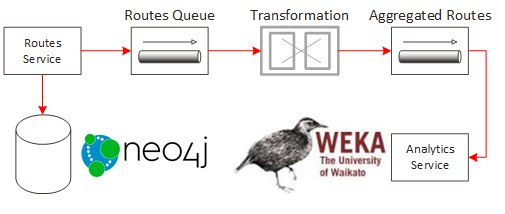 Routes Queue
Transformation
Aggregated Routes
Routes
Service
neo4j
WEKA
The University
of Waikato
Analytics
Service